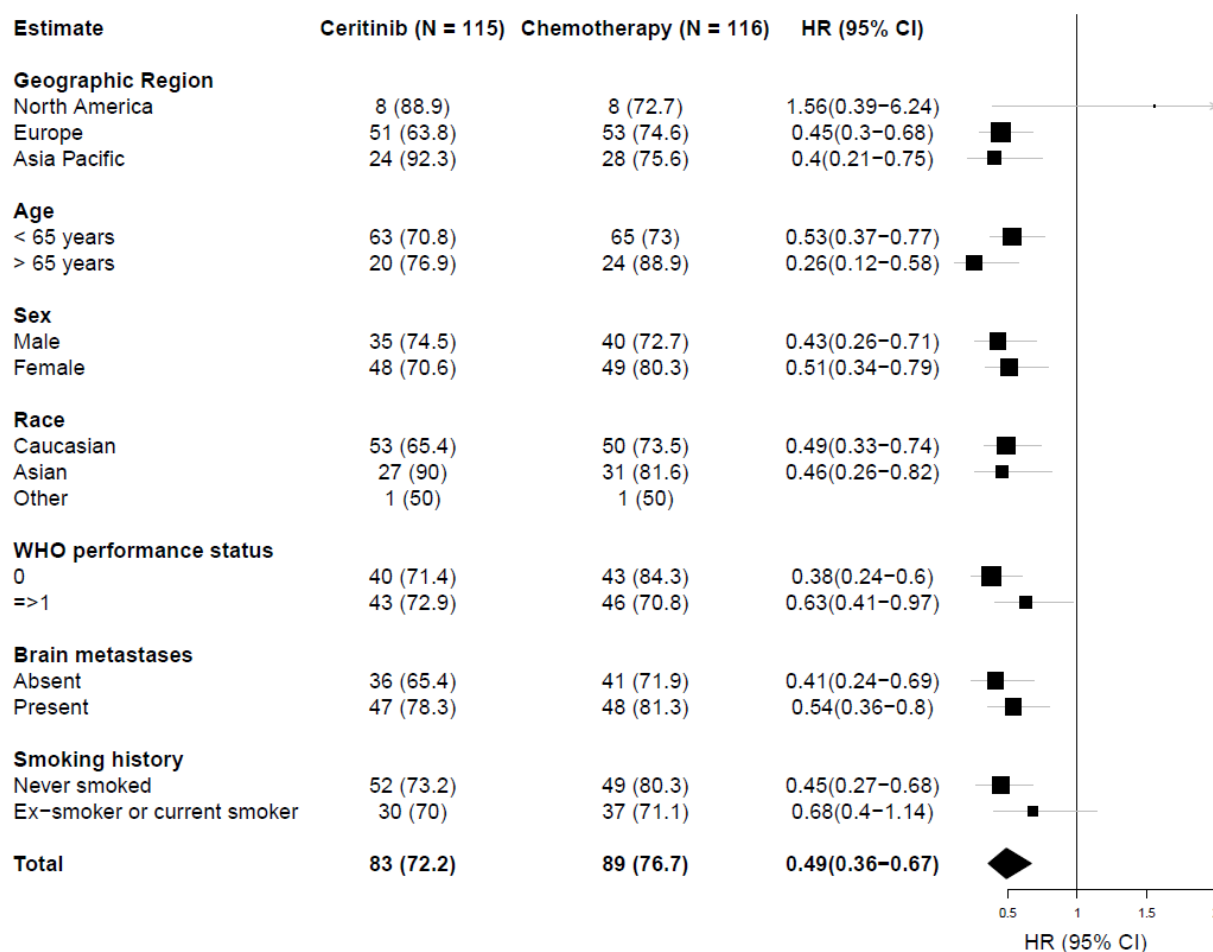 Estimate Ceritinib (N = 115) Chemotherapy (N = 116) HR (95% CI)
Geographic Region
North America 8 (88.9) 8 (72.7) 1.56(0.39−6.24)
Europe 51 (63.8) 53 (74.6) 0.45(0.3−0.68)
Asia Pacific 24 (92.3) 28 (75.6) 0.4(0.21−0.75)
Age
< 65 years 63 (70.8) 65 (73) 0.53(0.37−0.77)
> 65 years 20 (76.9) 24 (88.9) 0.26(0.12−0.58)
Sex
Male 35 (74.5) 40 (72.7) 0.43(0.26−0.71)
Female 48 (70.6) 49 (80.3) 0.51(0.34−0.79)
Race
Caucasian 53 (65.4) 50 (73.5) 0.49(0.33−0.74)
Asian 27 (90) 31 (81.6) 0.46(0.26−0.82)
Other 1 (50) 1 (50)
WHO performance status
0 40 (71.4) 43 (84.3) 0.38(0.24−0.6)
=>1 43 (72.9) 46 (70.8) 0.63(0.41−0.97)
Brain metastases
Absent 36 (65.4) 41 (71.9) 0.41(0.24−0.69)
Present 47 (78.3) 48 (81.3) 0.54(0.36−0.8)
Smoking history
Never smoked 52 (73.2) 49 (80.3) 0.45(0.27−0.68)
Ex−smoker or current smoker 30 (70) 37 (71.1) 0.68(0.4−1.14)
Total 83 (72.2) 89 (76.7) 0.49(0.36−0.67)
0.5 1 1.5
HR (95% CI)